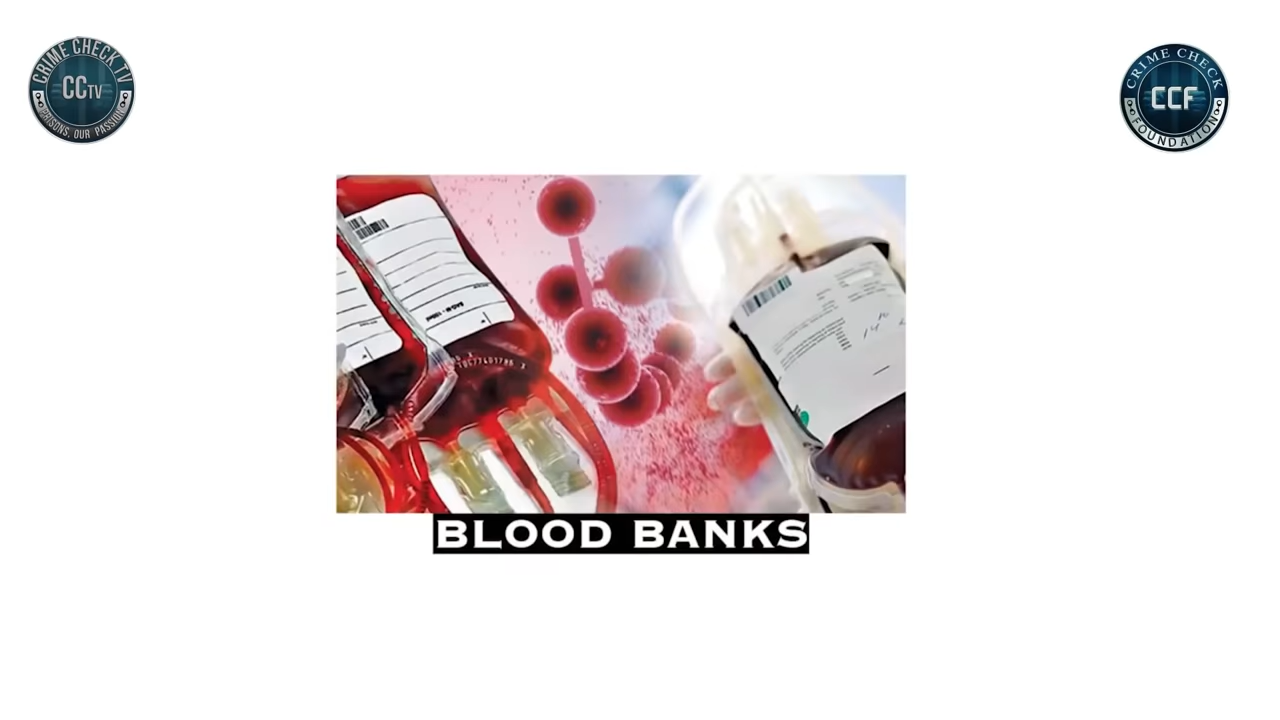 CRIME CHECK TV
CCTV
PRISONS, OUR PASSION
CRIME CHECK
CCF
FOUNDATION
BLOOD BANKS